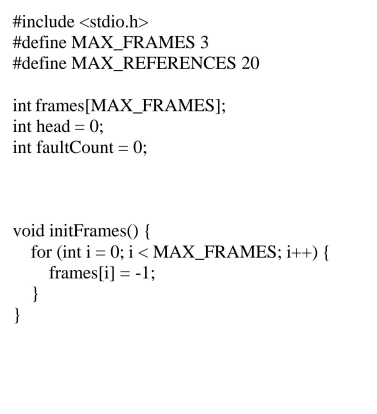 #include <stdio.h>
#define MAX_FRAMES 3
#define MAX_REFERENCES 20
int frames[MAX_FRAMES];
int head = 0;
int faultCount = 0;
void initFrames() {
for (int i = 0; i < MAX_FRAMES; i++) {
frames[i] = -1;
}
}